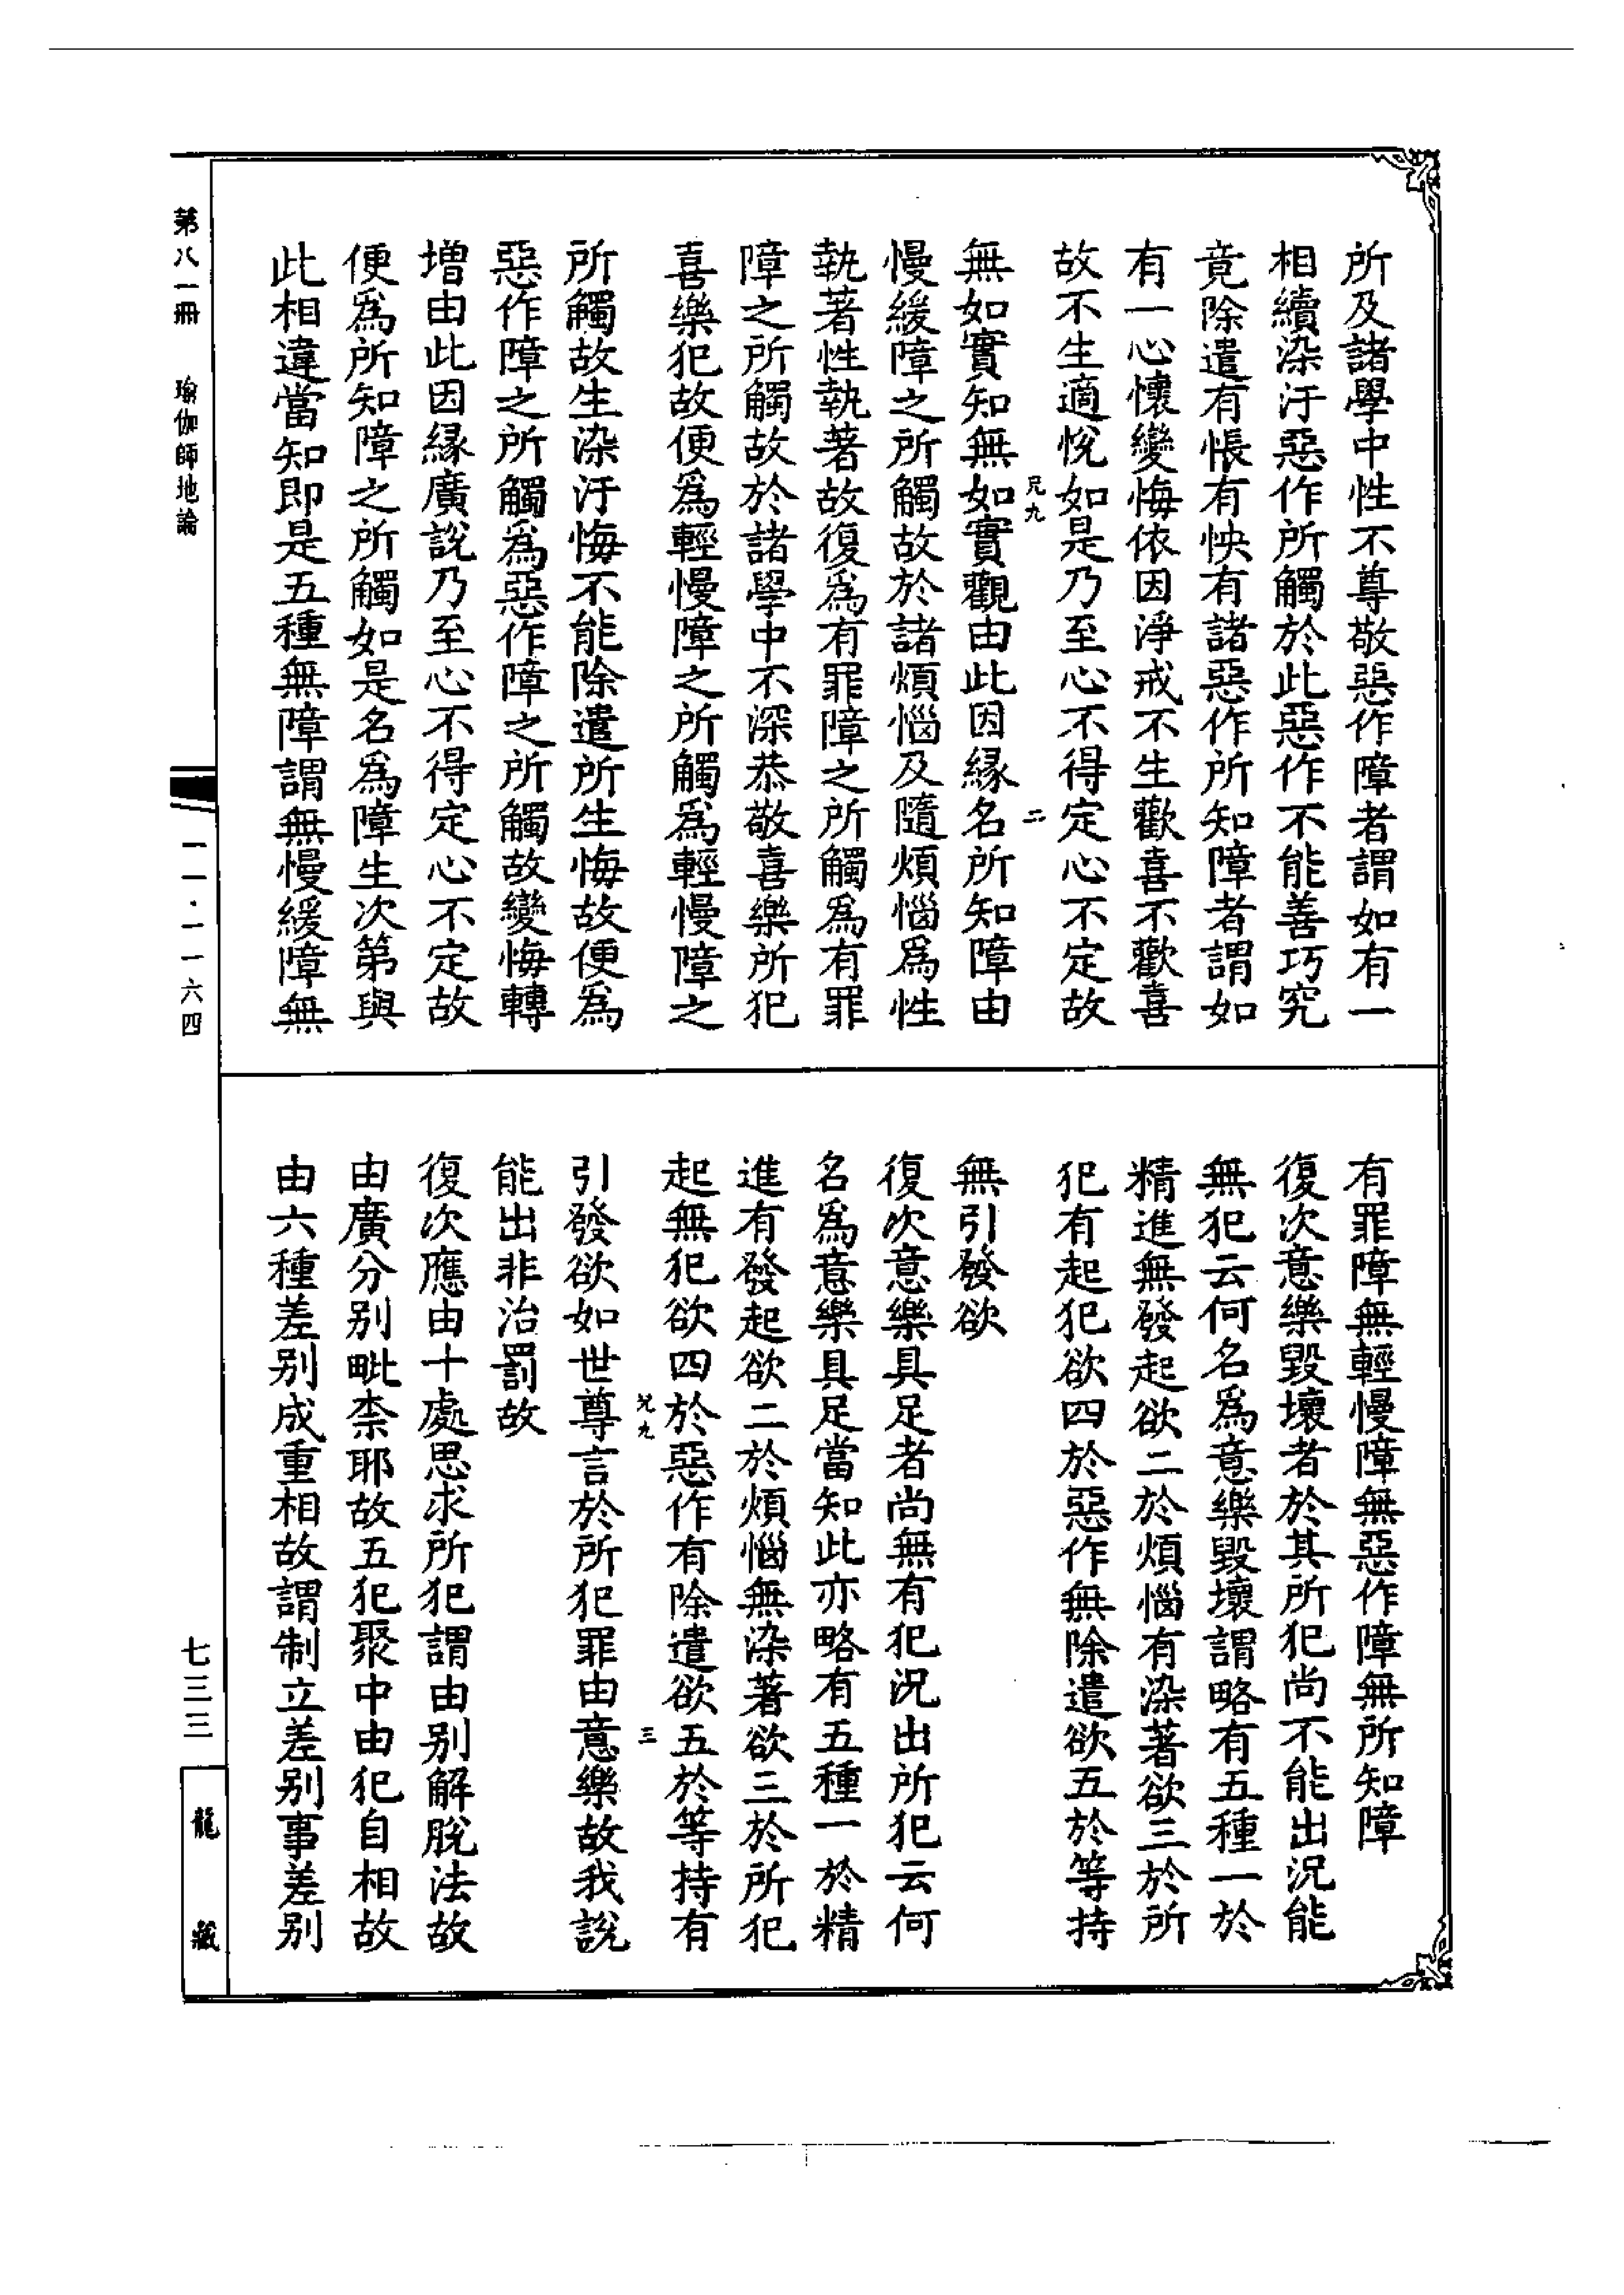 所及諸學中性不尊敬惡作障者謂如有一
相續染汙惡作所觸於此惡作不能善巧究
竟除遣有悵有怏有諸惡作所知障者謂如
有一心懷變悔依因淨戒不生歡喜不歡喜
故不生適悅如是乃至心不得定心不定故
無如實知無如實觀由此因緣名所知障由
慢緩障之所觸故於諸煩惱及隨煩惱為性
執著性執著故復為有罪障之所觸為有罪
障之所觸故於諸學中不深恭敬喜樂所犯
喜樂犯故便為輕慢障之所觸為輕慢障之
所觸故生染汙悔不能除遣所生悔故便為
惡作障之所觸為惡作障之所觸故變悔轉
增由此因緣廣說乃至心不得定心不定故
便為所知障之所觸如是名為障生次第與
此相違當知即是五種無障謂無慢緩障無
有罪障無輕慢障無惡作障無所知障
復次意樂毀壞者於其所犯尚不能出況能
無犯云何名為意樂毀壞謂略有五種一於
精進無發起欲二於煩惱有染著欲三於所
犯有起犯欲四於惡作無除遣欲五於等持
無引發欲
復次意樂具足者尚無有犯況出所犯云何
名為意樂具足當知此亦略有五種一於精
進有發起欲二於煩惱無染著欲三於所犯
起無犯欲四於惡作有除遣欲五於等持有
引發欲如世尊言於所犯罪由意樂故我說
能出非治罰故
復次應由十處思求所犯謂由別解脫法故
由廣分別毗柰耶故五犯聚中由犯自相故
由六種差別成重相故謂制立差別事差別
第八一冊 瑜伽師地論
一一·一一六四
七三三
龍藏